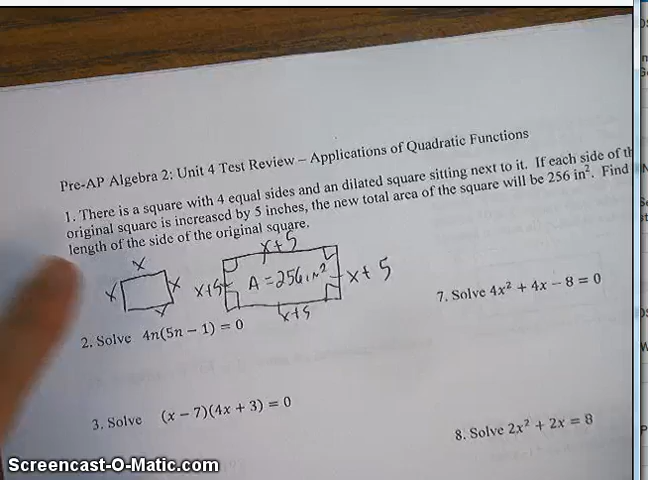 Pre-AP Algebra 2: Unit 4 Test Review – Applications of Quadratic Functions
1. There is a square with 4 equal sides and an dilated square sitting next to it. If each side of th
original square is increased by 5 inches, the new total area of the square will be 256 in². Find
length of the side of the original square.
x
x+5
x
x
x+5
A=256in²
x+5
x
x+5
2. Solve 4n(5n − 1) = 0
7. Solve 4x² + 4x − 8 = 0
3. Solve (x − 7)(4x + 3) = 0
8. Solve 2x² + 2x = 8
Screencast-O-Matic.com